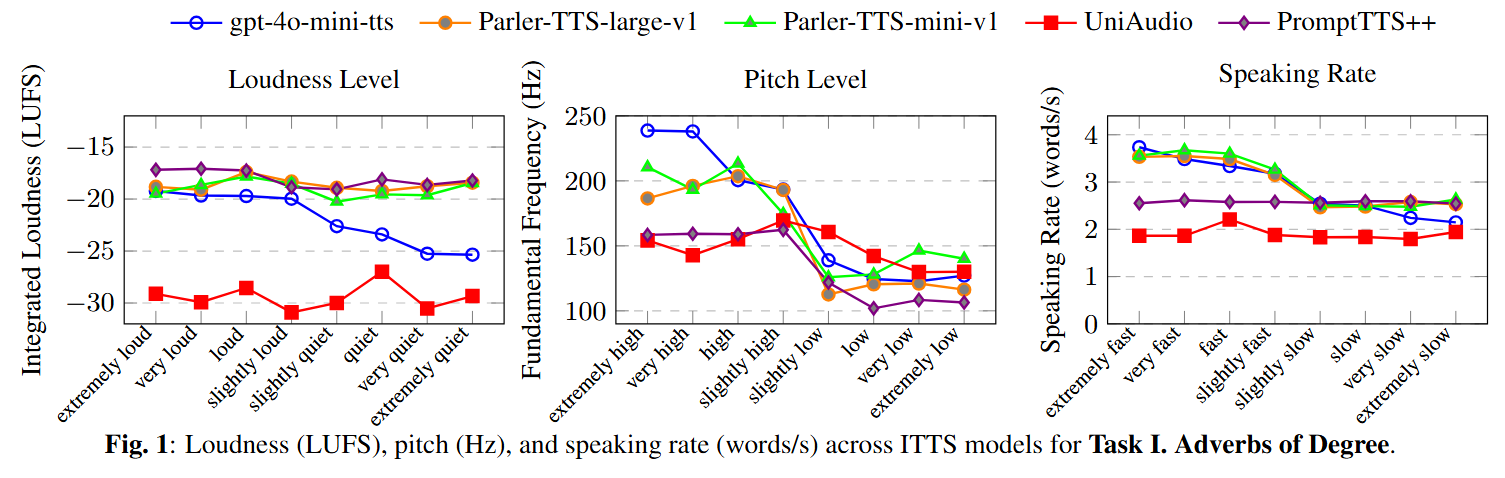 gpt-4o-mini-tts Parler-TTS-large-v1 Parler-TTS-mini-v1 UniAudio PromptTTS++
Loudness Level
Integrated Loudness (LUFS)
−15
−20
−25
−30
extremely loud
very loud
loud
slightly loud
slightly quiet
quiet
very quiet
extremely quiet
Pitch Level
Fundamental Frequency (Hz)
250
200
150
100
extremely high
very high
high
slightly high
slightly low
low
very low
extremely low
Speaking Rate
Speaking Rate (words/s)
4
3
2
1
0
extremely fast
very fast
fast
slightly fast
slightly slow
slow
very slow
extremely slow
Fig. 1: Loudness (LUFS), pitch (Hz), and speaking rate (words/s) across ITTS models for Task I. Adverbs of Degree.